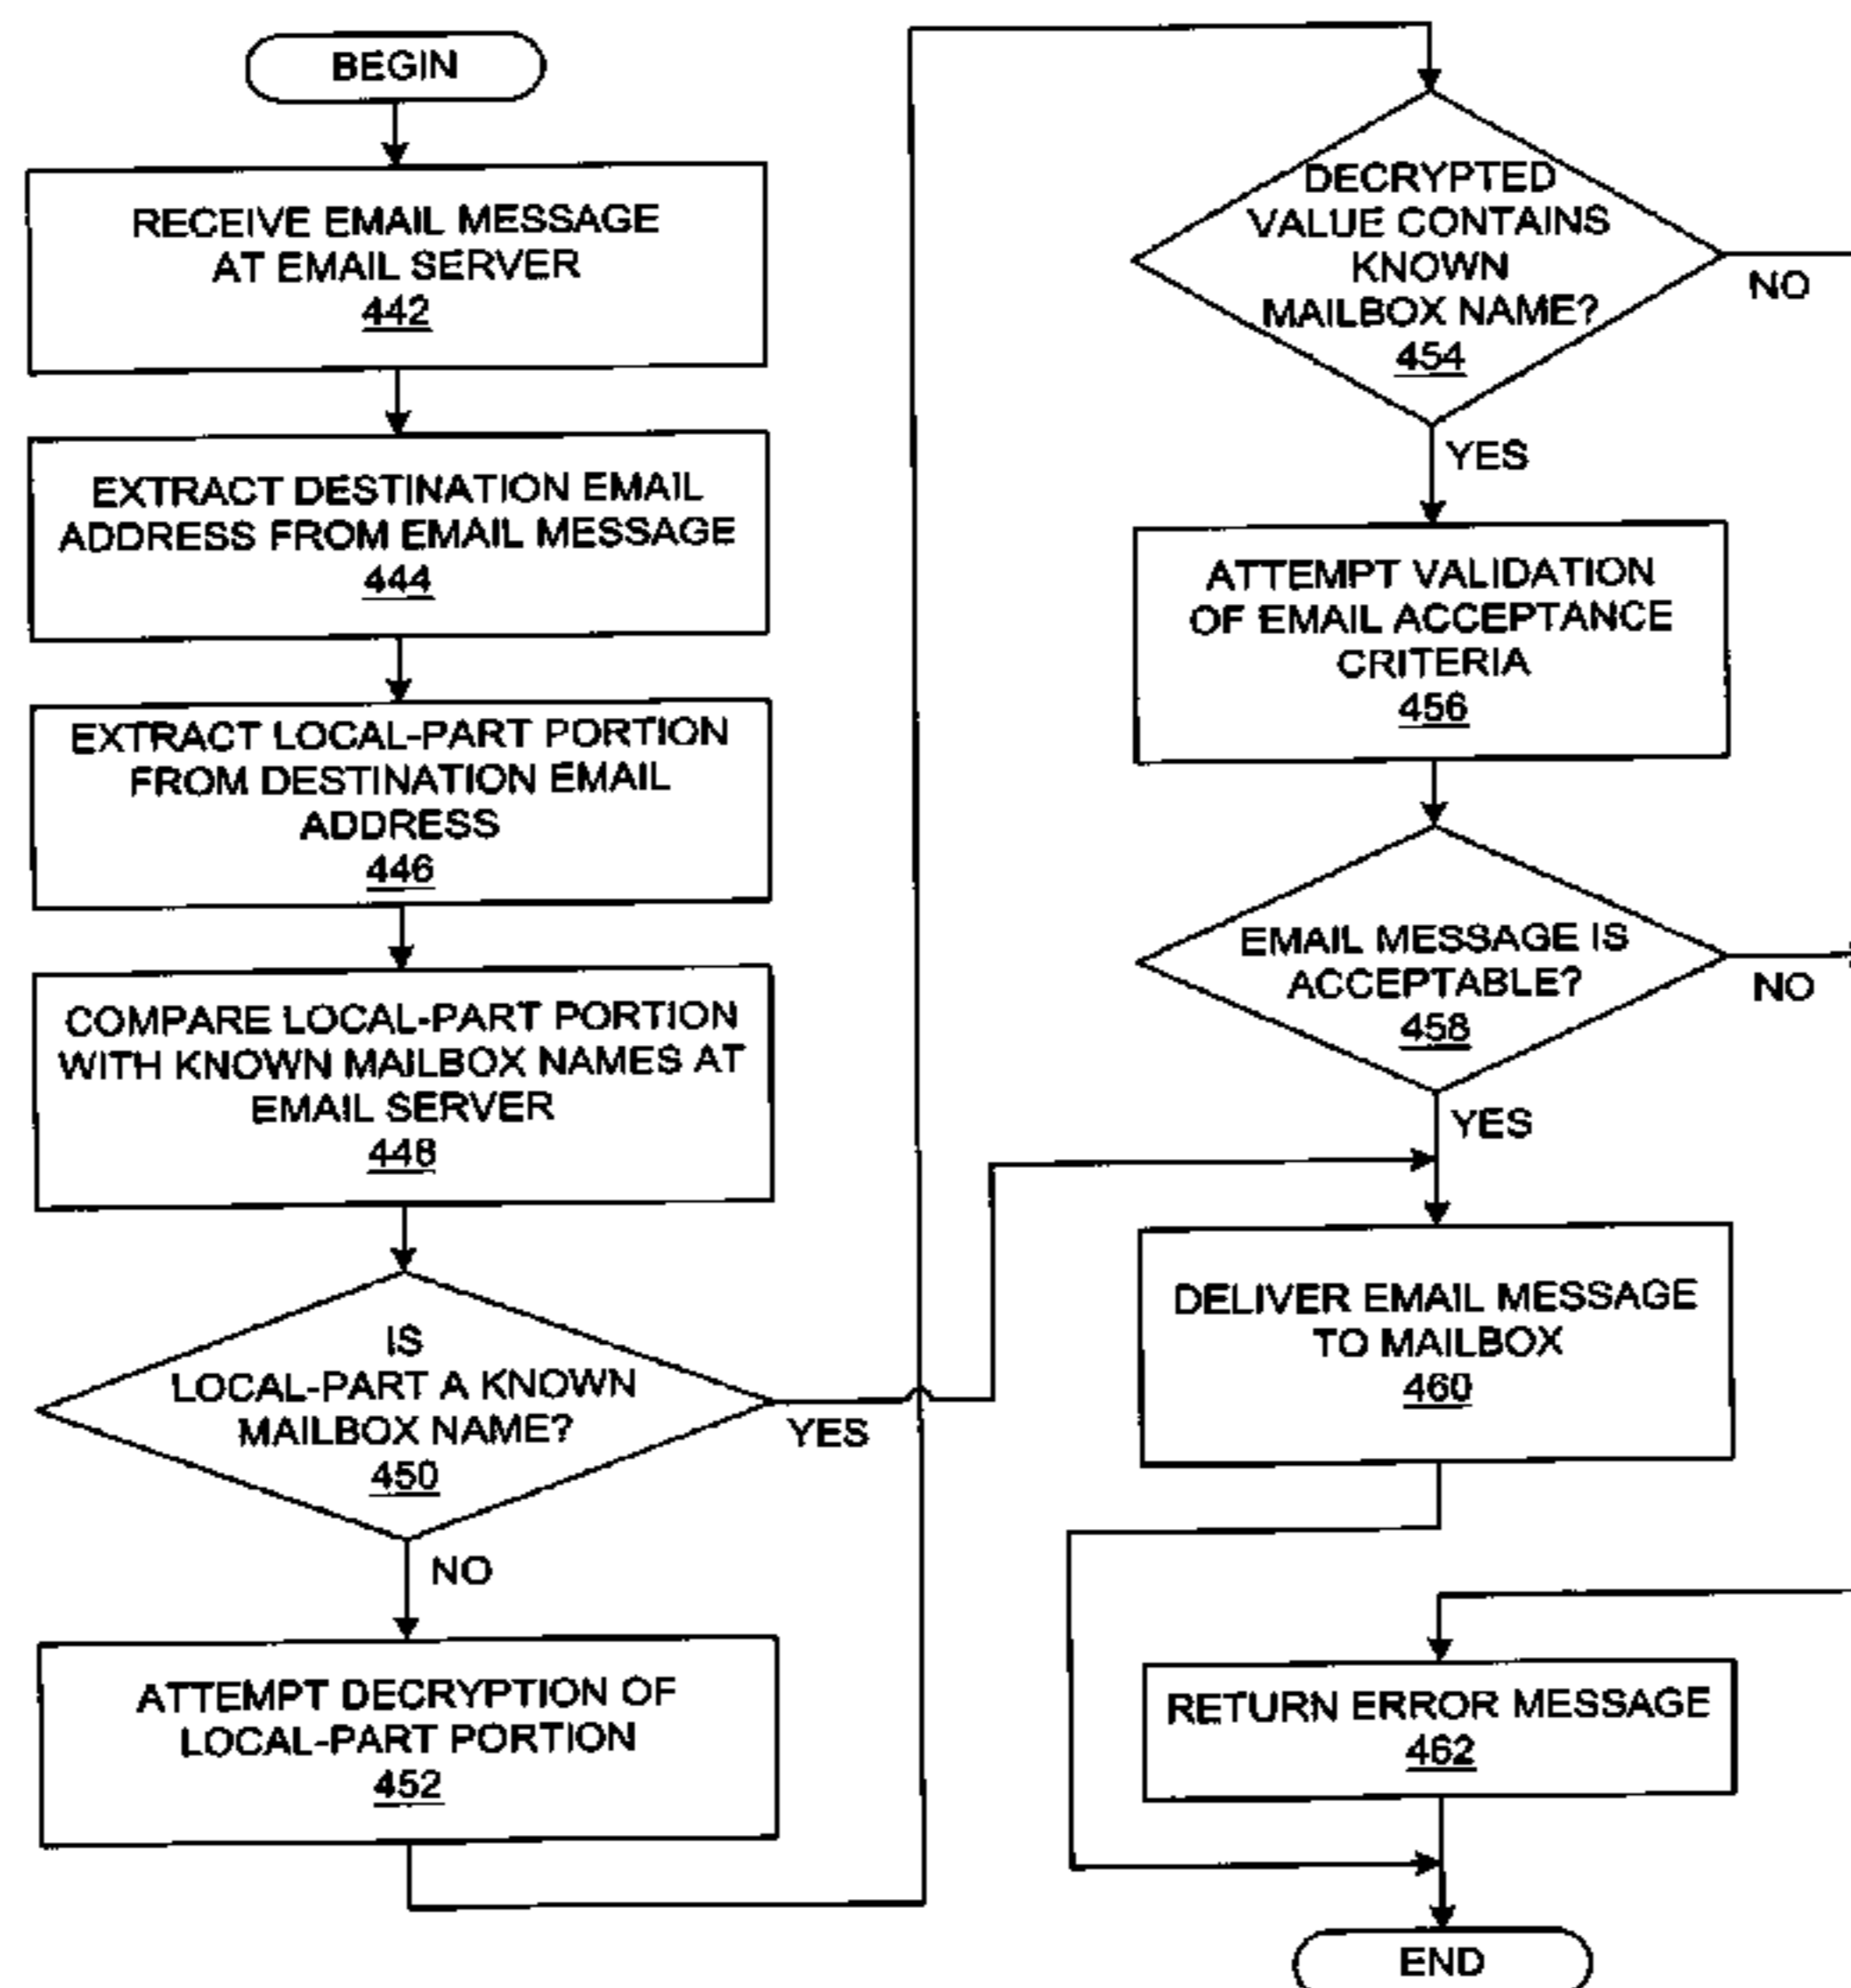 BEGIN
RECEIVE EMAIL MESSAGE
AT EMAIL SERVER
442
EXTRACT DESTINATION EMAIL
ADDRESS FROM EMAIL MESSAGE
444
EXTRACT LOCAL-PART PORTION
FROM DESTINATION EMAIL
ADDRESS
446
COMPARE LOCAL-PART PORTION
WITH KNOWN MAILBOX NAMES AT
EMAIL SERVER
448
IS
LOCAL-PART A KNOWN
MAILBOX NAME?
450
YES
NO
ATTEMPT DECRYPTION OF
LOCAL-PART PORTION
452
DECRYPTED
VALUE CONTAINS
KNOWN
MAILBOX NAME?
454
NO
YES
ATTEMPT VALIDATION
OF EMAIL ACCEPTANCE
CRITERIA
456
EMAIL MESSAGE IS
ACCEPTABLE?
458
NO
YES
DELIVER EMAIL MESSAGE
TO MAILBOX
460
RETURN ERROR MESSAGE
462
END